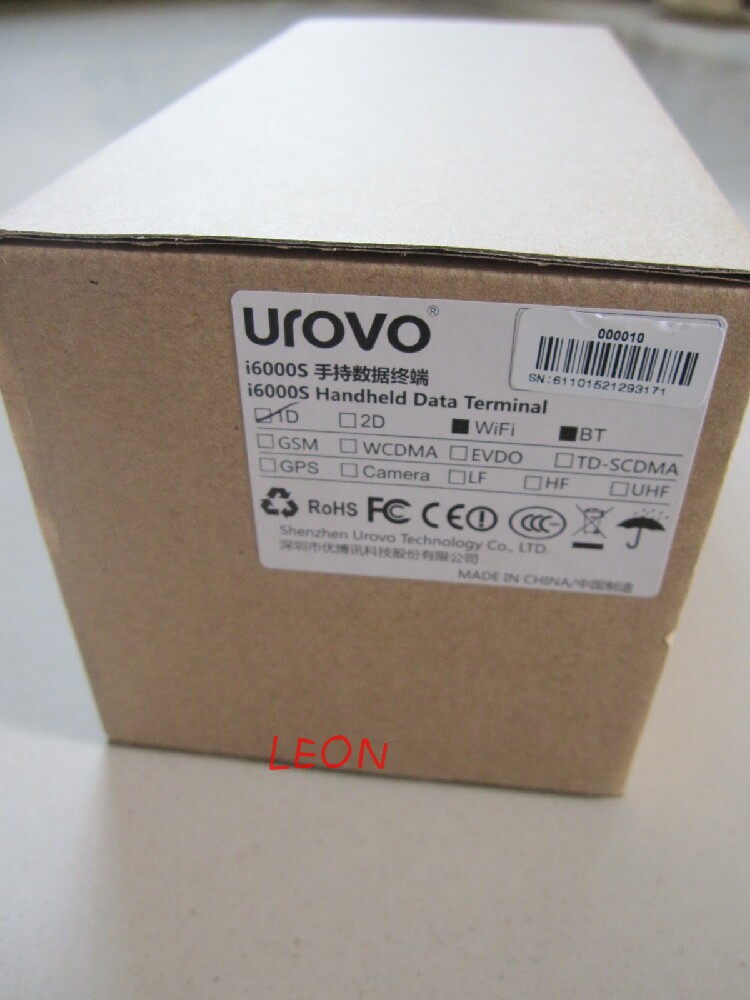 urovo®
i6000S 手持数据终端
i6000S Handheld Data Terminal
000010
SN:61101521293171
1D 2D WiFi BT
GSM WCDMA EVDO TD-SCDMA
GPS Camera LF HF UHF
RoHS FC CE CCC
Shenzhen Urovo Technology Co., LTD.
深圳市优博讯科技股份有限公司
MADE IN CHINA/中国制造
LEON